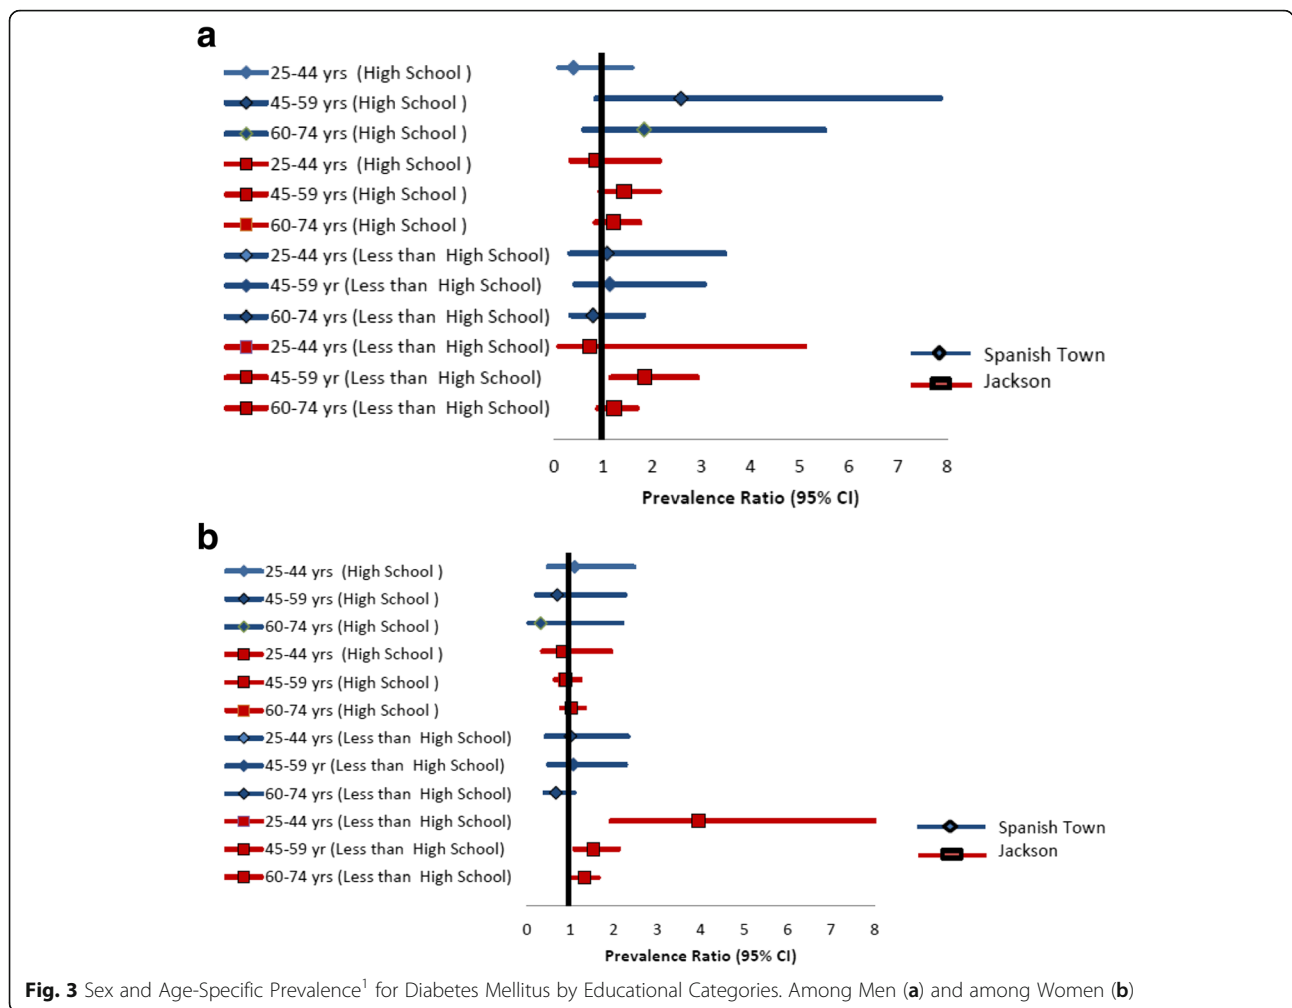 a
25-44 yrs (High School )
45-59 yrs (High School )
60-74 yrs (High School )
25-44 yrs (High School )
45-59 yrs (High School )
60-74 yrs (High School )
25-44 yrs (Less than High School)
45-59 yr (Less than High School)
60-74 yrs (Less than High School)
25-44 yrs (Less than High School)
45-59 yr (Less than High School)
60-74 yrs (Less than High School)
Spanish Town
Jackson
0 1 2 3 4 5 6 7 8
Prevalence Ratio (95% CI)
b
25-44 yrs (High School )
45-59 yrs (High School )
60-74 yrs (High School )
25-44 yrs (High School )
45-59 yrs (High School )
60-74 yrs (High School )
25-44 yrs (Less than High School)
45-59 yr (Less than High School)
60-74 yrs (Less than High School)
25-44 yrs (Less than High School)
45-59 yr (Less than High School)
60-74 yrs (Less than High School)
Spanish Town
Jackson
0 1 2 3 4 5 6 7 8
Prevalence Ratio (95% CI)
Fig. 3 Sex and Age-Specific Prevalence¹ for Diabetes Mellitus by Educational Categories. Among Men (a) and among Women (b)